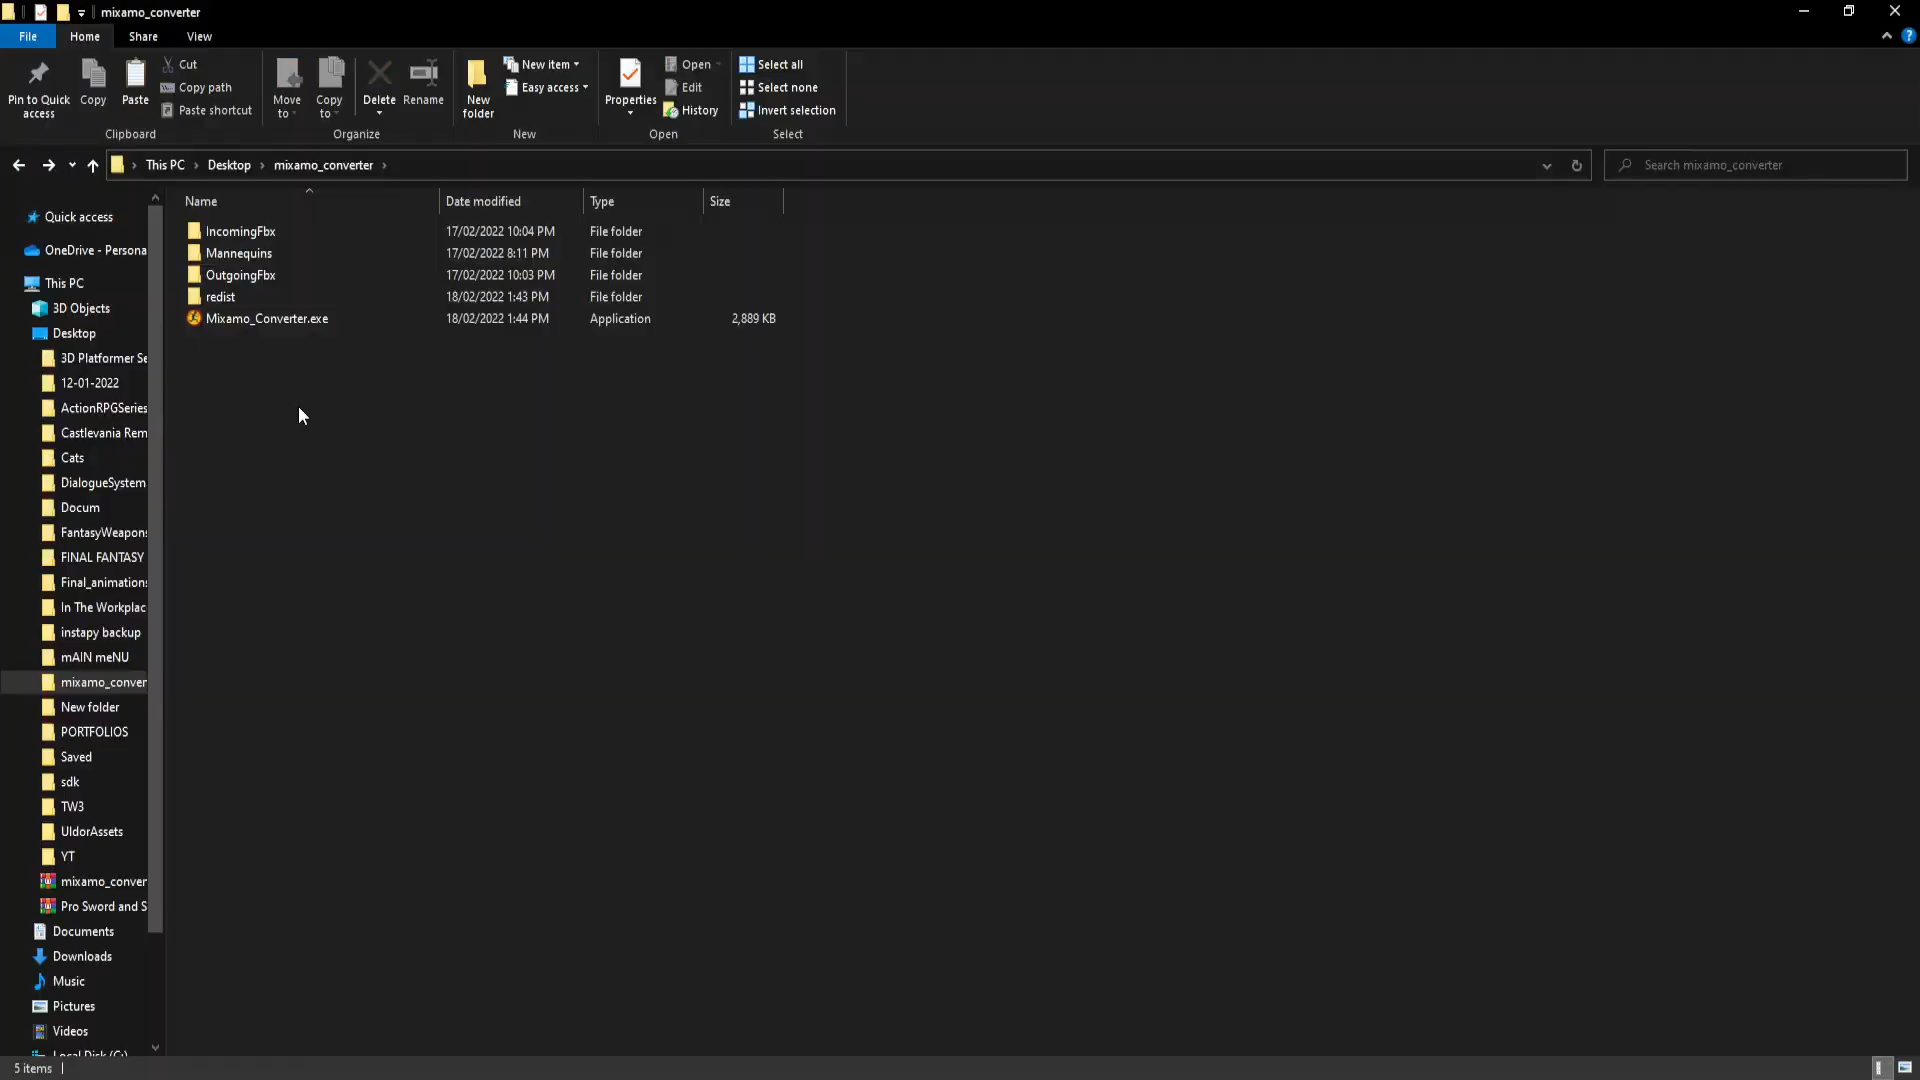 mixamo_converter
File Home Share View
Pin to Quick access
Copy
Paste
Cut
Copy path
Paste shortcut
Clipboard
Move to
Copy to
Delete
Rename
Organize
New folder
New item
Easy access
New
Properties
Open
Edit
History
Open
Select all
Select none
Invert selection
Select
This PC > Desktop > mixamo_converter >
Search mixamo_converter
Name Date modified Type Size
IncomingFbx 17/02/2022 10:04 PM File folder
Mannequins 17/02/2022 8:11 PM File folder
OutgoingFbx 17/02/2022 10:03 PM File folder
redist 18/02/2022 1:43 PM File folder
Mixamo_Converter.exe 18/02/2022 1:44 PM Application 2,889 KB
Quick access
OneDrive - Persona
This PC
3D Objects
Desktop
3D Platformer Se
12-01-2022
ActionRPGSeries
Castlevania Rem
Cats
DialogueSystem
Docum
FantasyWeapons
FINAL FANTASY
Final_animations
In The Workplac
instapy backup
mAIN meNU
mixamo_conver
New folder
PORTFOLIOS
Saved
sdk
TW3
UldorAssets
YT
mixamo_conver
Pro Sword and S
Documents
Downloads
Music
Pictures
Videos
Local Disk (C:)
5 items